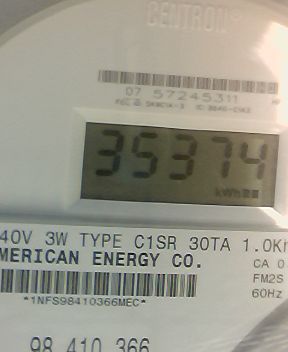 CENTRON®
07 57245311
35374
kWh
40V 3W TYPE C1SR 30TA 1.0K
MERICAN ENERGY CO.
CA 0
FM2S
*1NFS98410366MEC*
60Hz
98 410 366